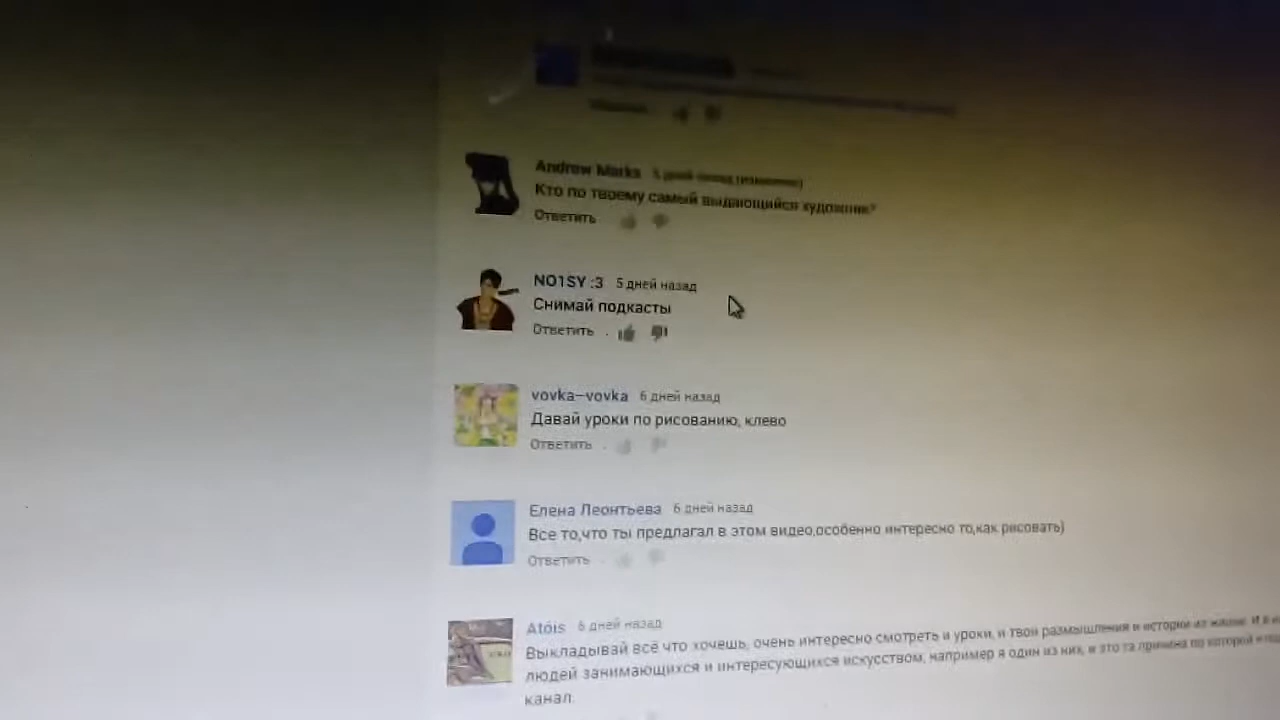 Andrew Marks 5 дней назад (изменено)
Кто по твоему самый выдающийся художник?
Ответить
NO1SY :3 5 дней назад
Снимай подкасты
Ответить .
vovka-vovka 6 дней назад
Давай уроки по рисованию, клево
Ответить .
Елена Леонтьева 6 дней назад
Все то,что ты предлагал в этом видео,особенно интересно то,как рисовать)
Ответить .
Atóis 6 дней назад
Выкладывай всё что хочешь, очень интересно смотреть и уроки, и твои размышления и истории из жизни. И я
людей занимающихся и интересующихся искусством, например я один из них, и это та причина по которой я
канал.